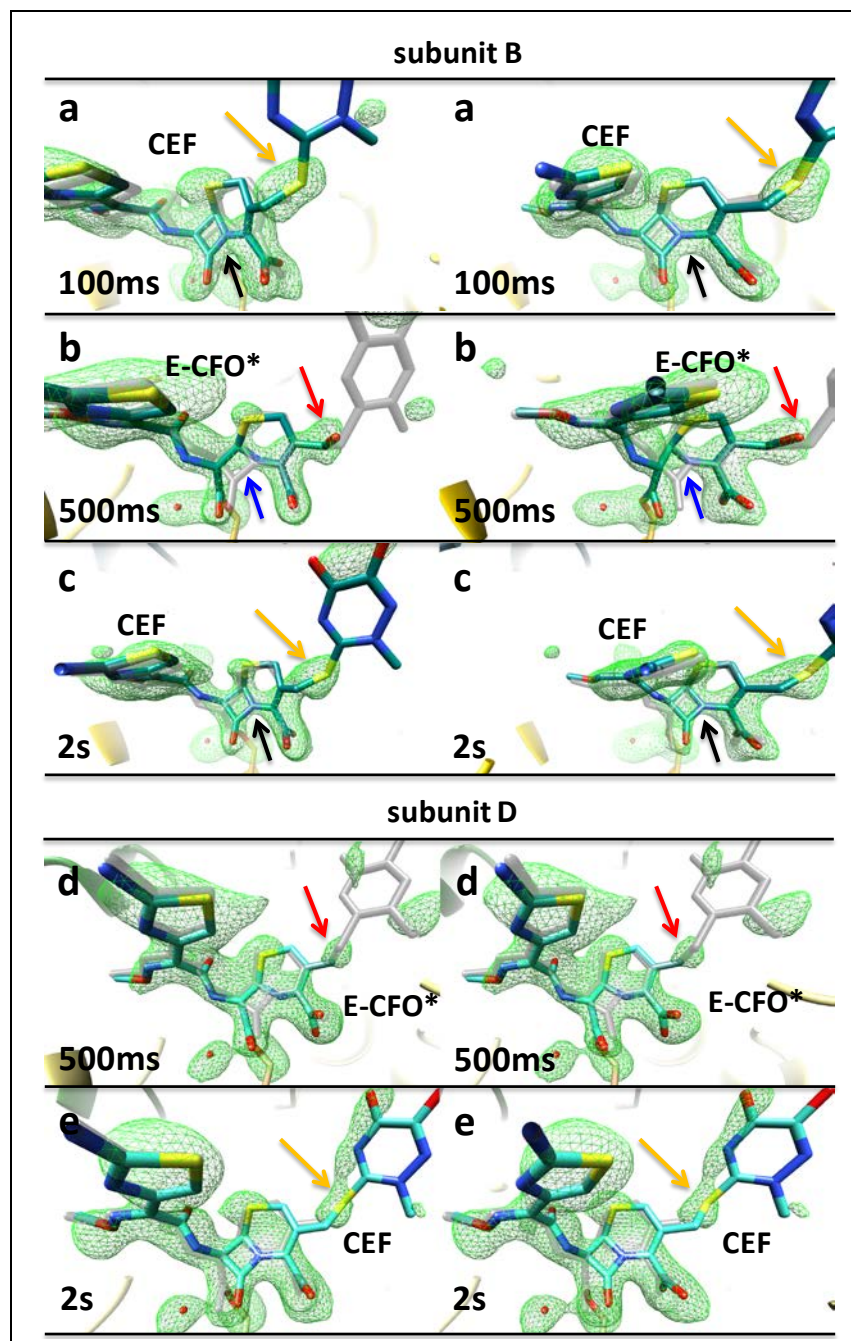 subunit B
a
a
CEF
CEF
100ms
100ms
b
b
E-CFO*
E-CFO*
500ms
500ms
c
c
CEF
CEF
2s
2s
subunit D
d
d
E-CFO*
E-CFO*
500ms
500ms
e
e
CEF
CEF
2s
2s